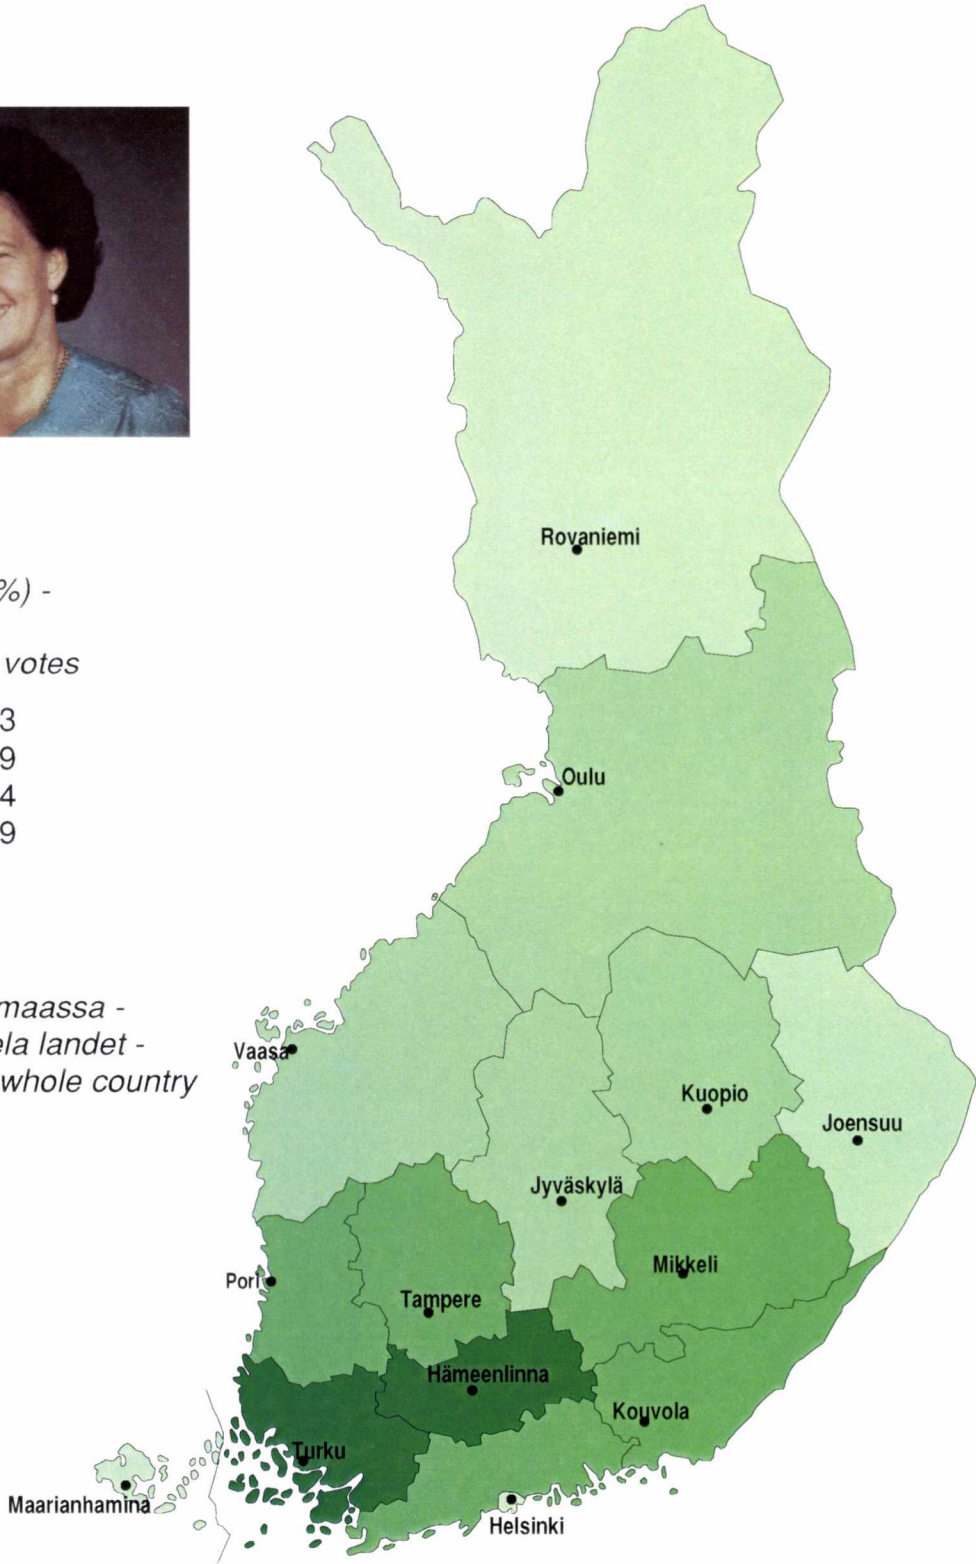 %) -
votes
3
9
4
9
maassa -
ela landet -
whole country
Rovaniemi
Oulu
Vaasa
Kuopio
Joensuu
Jyväskylä
Mikkeli
Pori
Tampere
Hämeenlinna
Kouvola
Turku
Maarianhamina
Helsinki